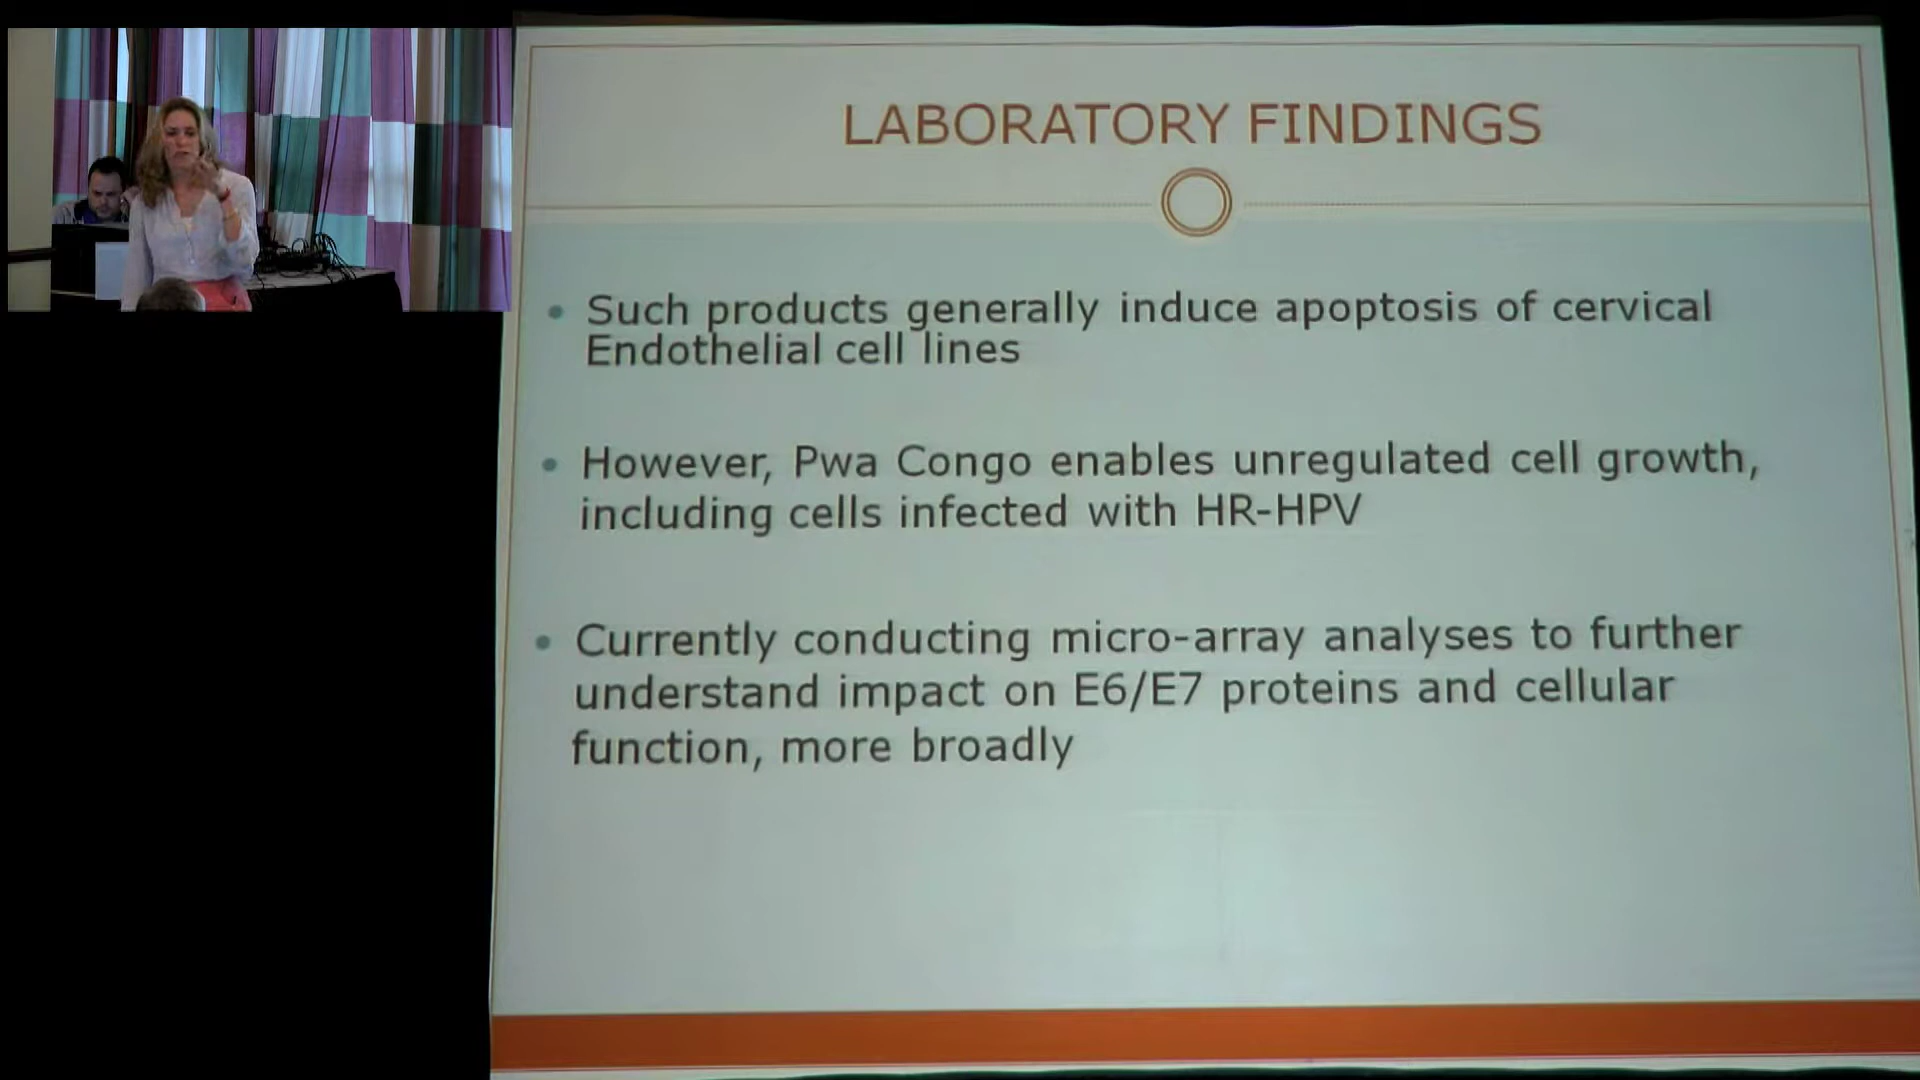 LABORATORY FINDINGS
• Such products generally induce apoptosis of cervical
Endothelial cell lines
• However, Pwa Congo enables unregulated cell growth,
including cells infected with HR-HPV
• Currently conducting micro-array analyses to further
understand impact on E6/E7 proteins and cellular
function, more broadly